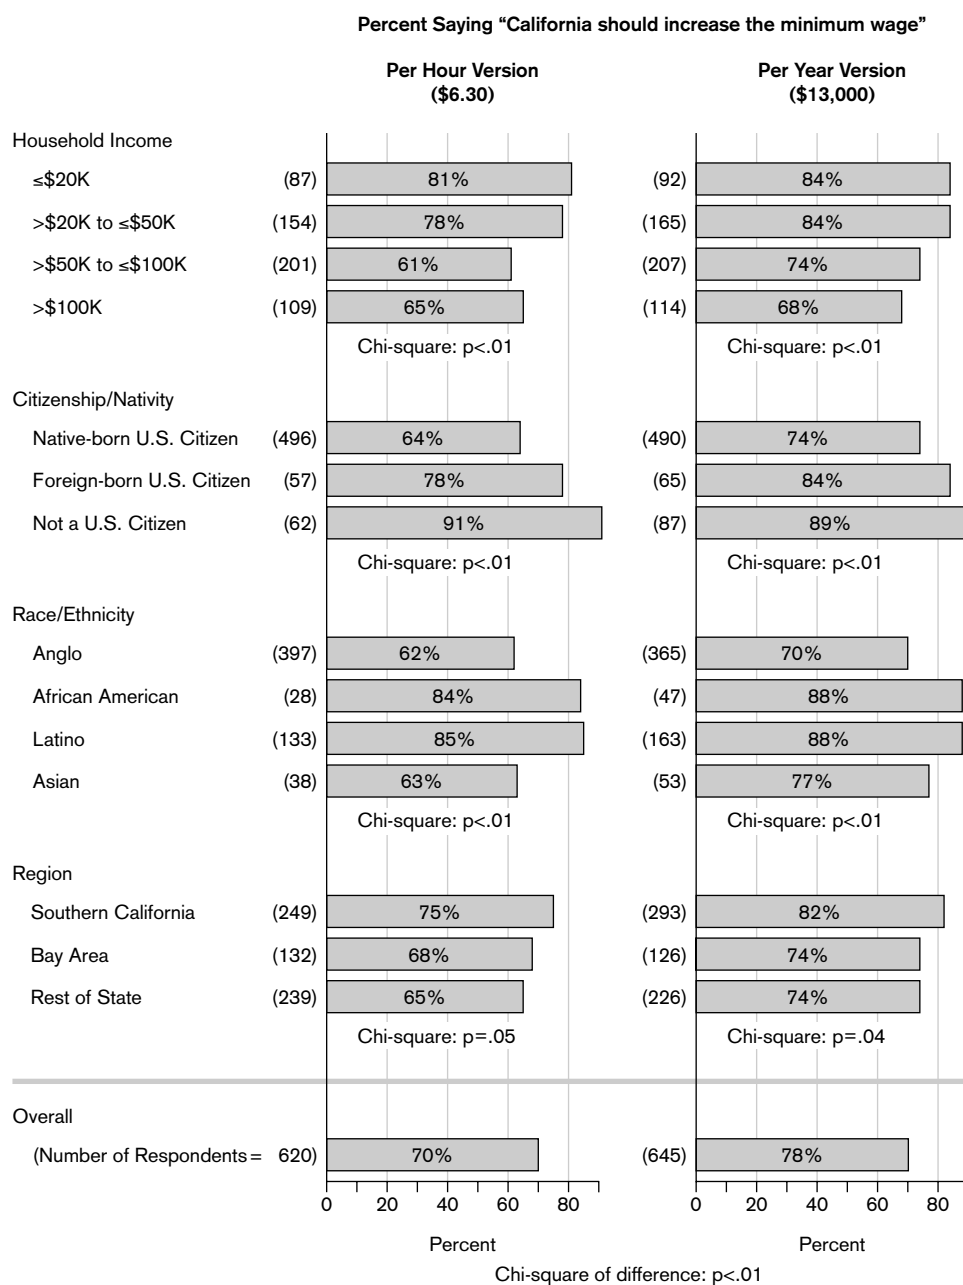 Percent Saying “California should increase the minimum wage”
Per Hour Version
($6.30)
Per Year Version
($13,000)
Household Income
≤$20K (87) 81% (92) 84%
>$20K to ≤$50K (154) 78% (165) 84%
>$50K to ≤$100K (201) 61% (207) 74%
>$100K (109) 65% (114) 68%
Chi-square: p<.01 Chi-square: p<.01
Citizenship/Nativity
Native-born U.S. Citizen (496) 64% (490) 74%
Foreign-born U.S. Citizen (57) 78% (65) 84%
Not a U.S. Citizen (62) 91% (87) 89%
Chi-square: p<.01 Chi-square: p<.01
Race/Ethnicity
Anglo (397) 62% (365) 70%
African American (28) 84% (47) 88%
Latino (133) 85% (163) 88%
Asian (38) 63% (53) 77%
Chi-square: p<.01 Chi-square: p<.01
Region
Southern California (249) 75% (293) 82%
Bay Area (132) 68% (126) 74%
Rest of State (239) 65% (226) 74%
Chi-square: p=.05 Chi-square: p=.04
Overall
(Number of Respondents= 620) 70% (645) 78%
0 20 40 60 80 0 20 40 60 80
Percent Percent
Chi-square of difference: p<.01